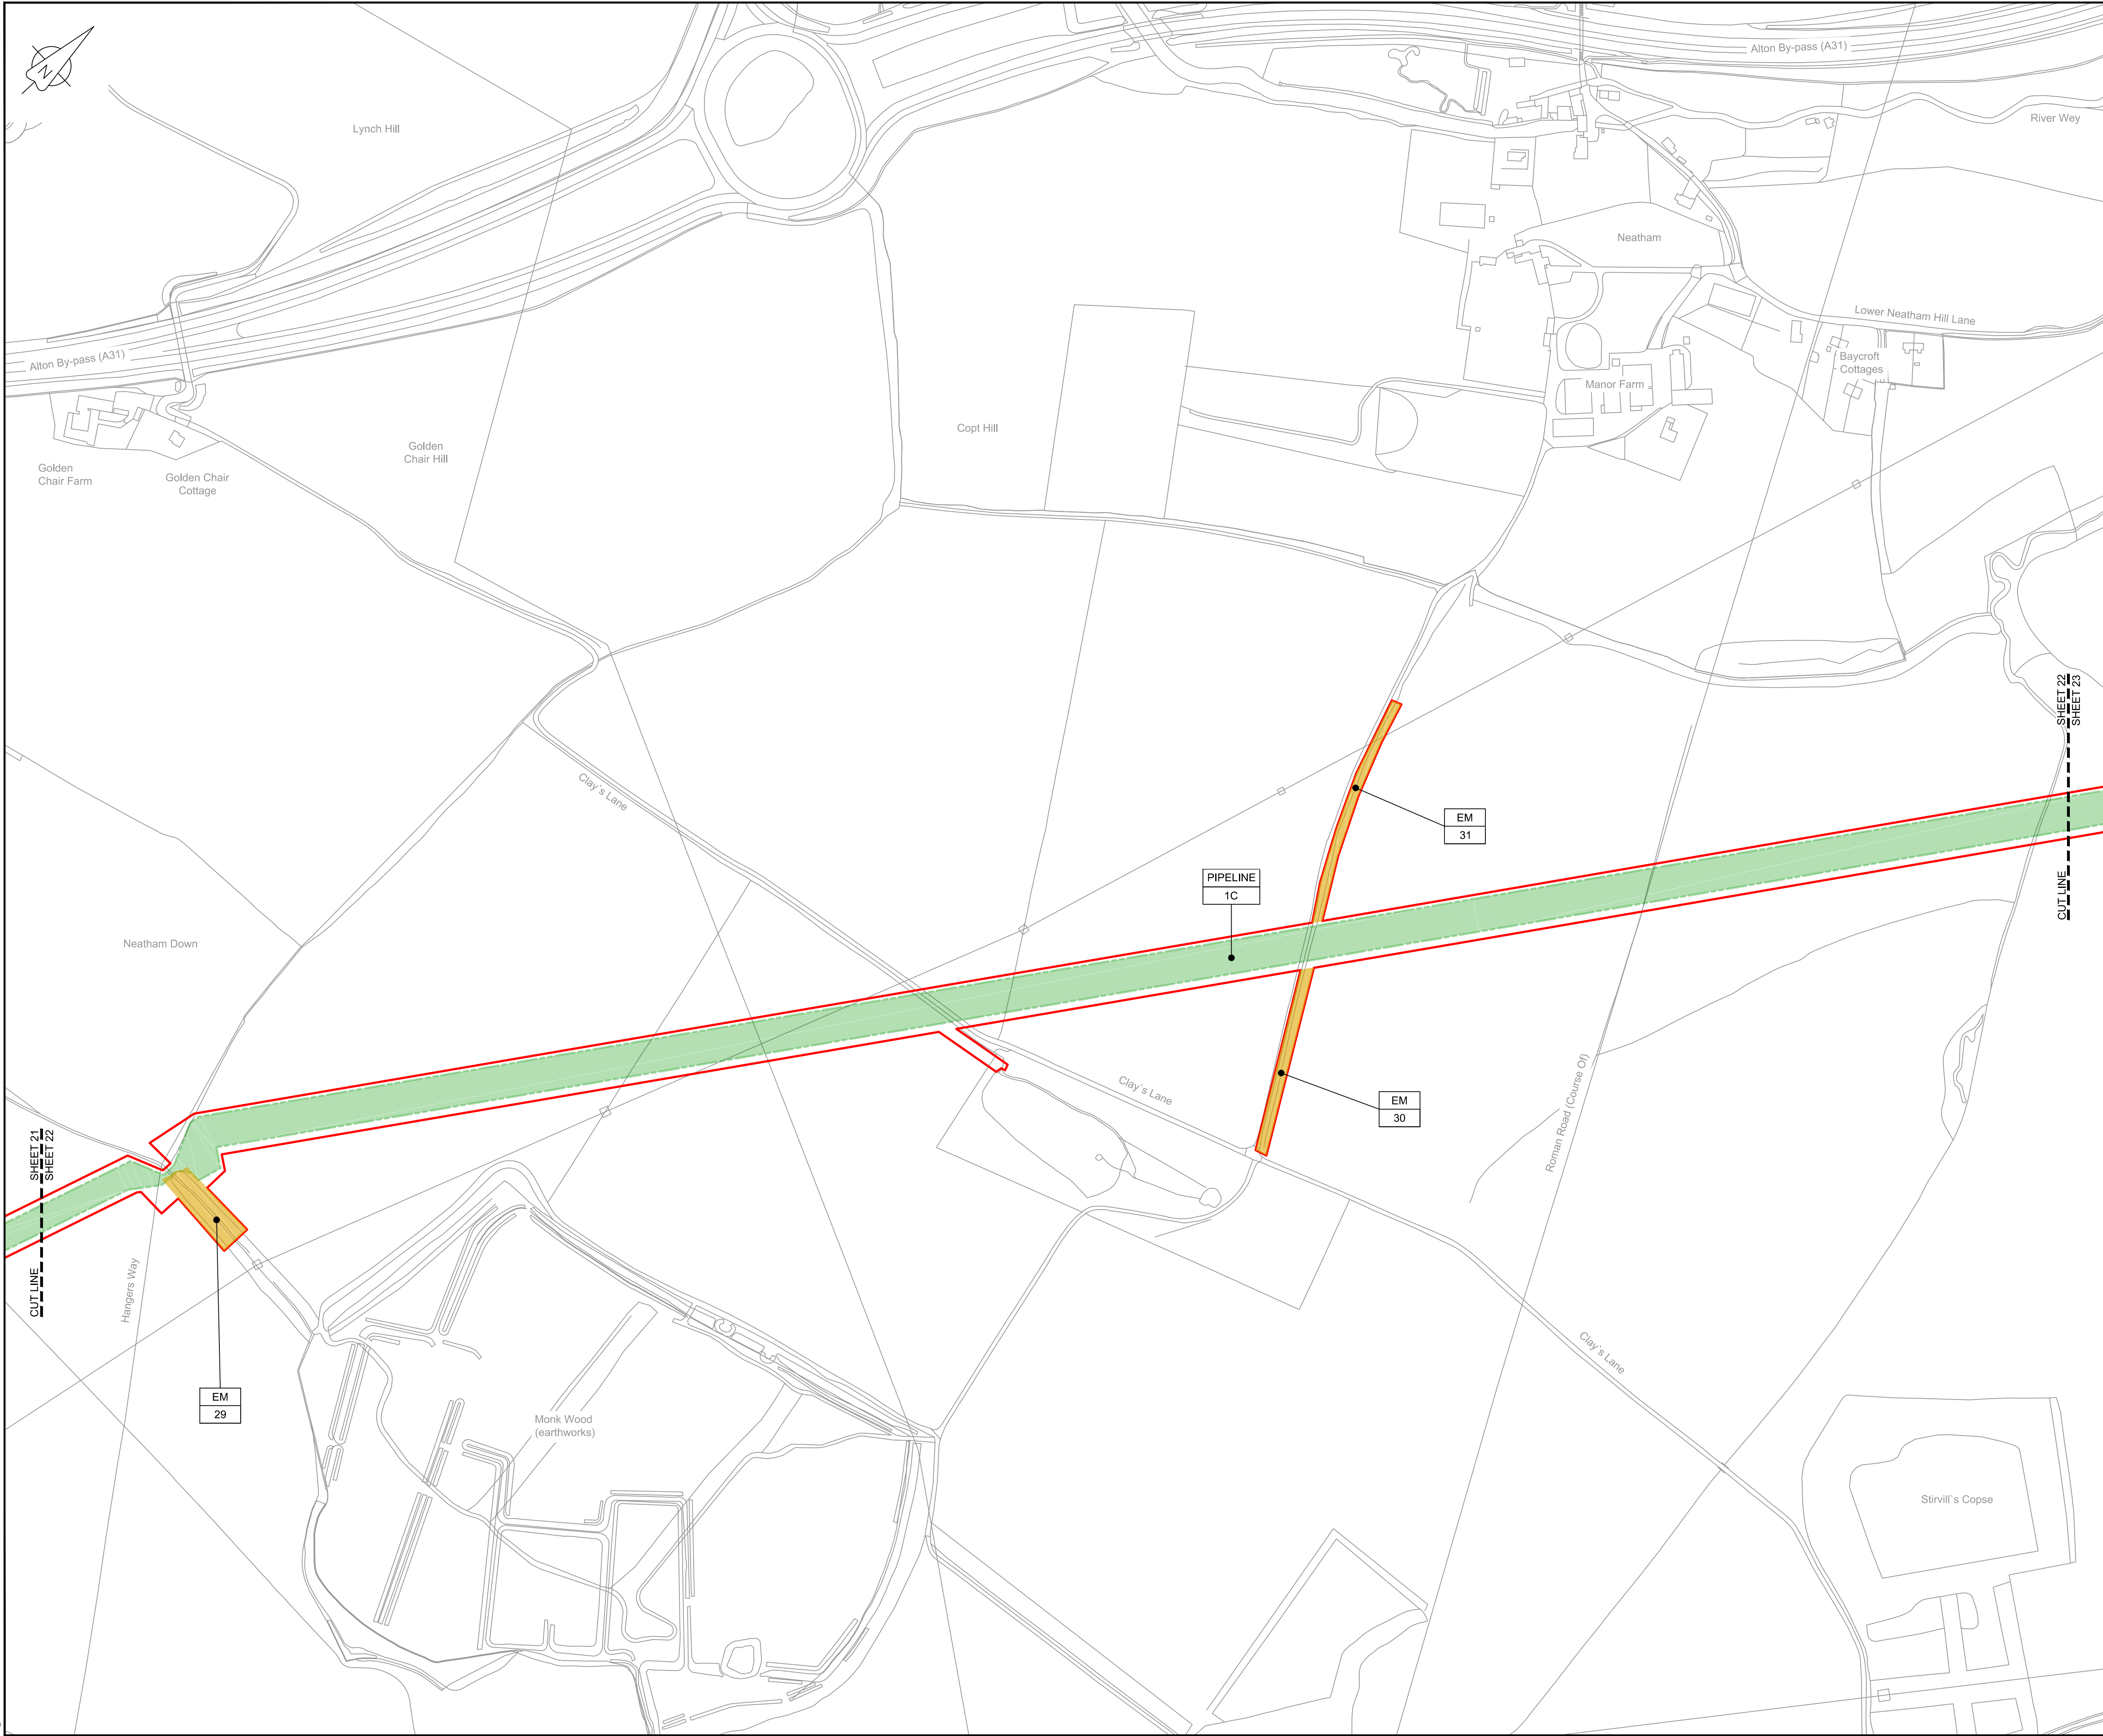 N
Alton By-pass (A31)
Lynch Hill
River Wey
Neatham
Lower Neatham Hill Lane
Alton By-pass (A31)
Baycroft
Cottages
Manor Farm
Copt Hill
Golden
Chair Hill
Golden
Chair Farm
Golden Chair
Cottage
SHEET 22
SHEET 23
CUT LINE
Clay`s Lane
EM
31
PIPELINE
1C
Neatham Down
Clay`s Lane
EM
30
Roman Road (Course Of)
SHEET 21
SHEET 22
CUT LINE
Hangers Way
Clay`s Lane
EM
29
Monk Wood
(earthworks)
Stirvill`s Copse